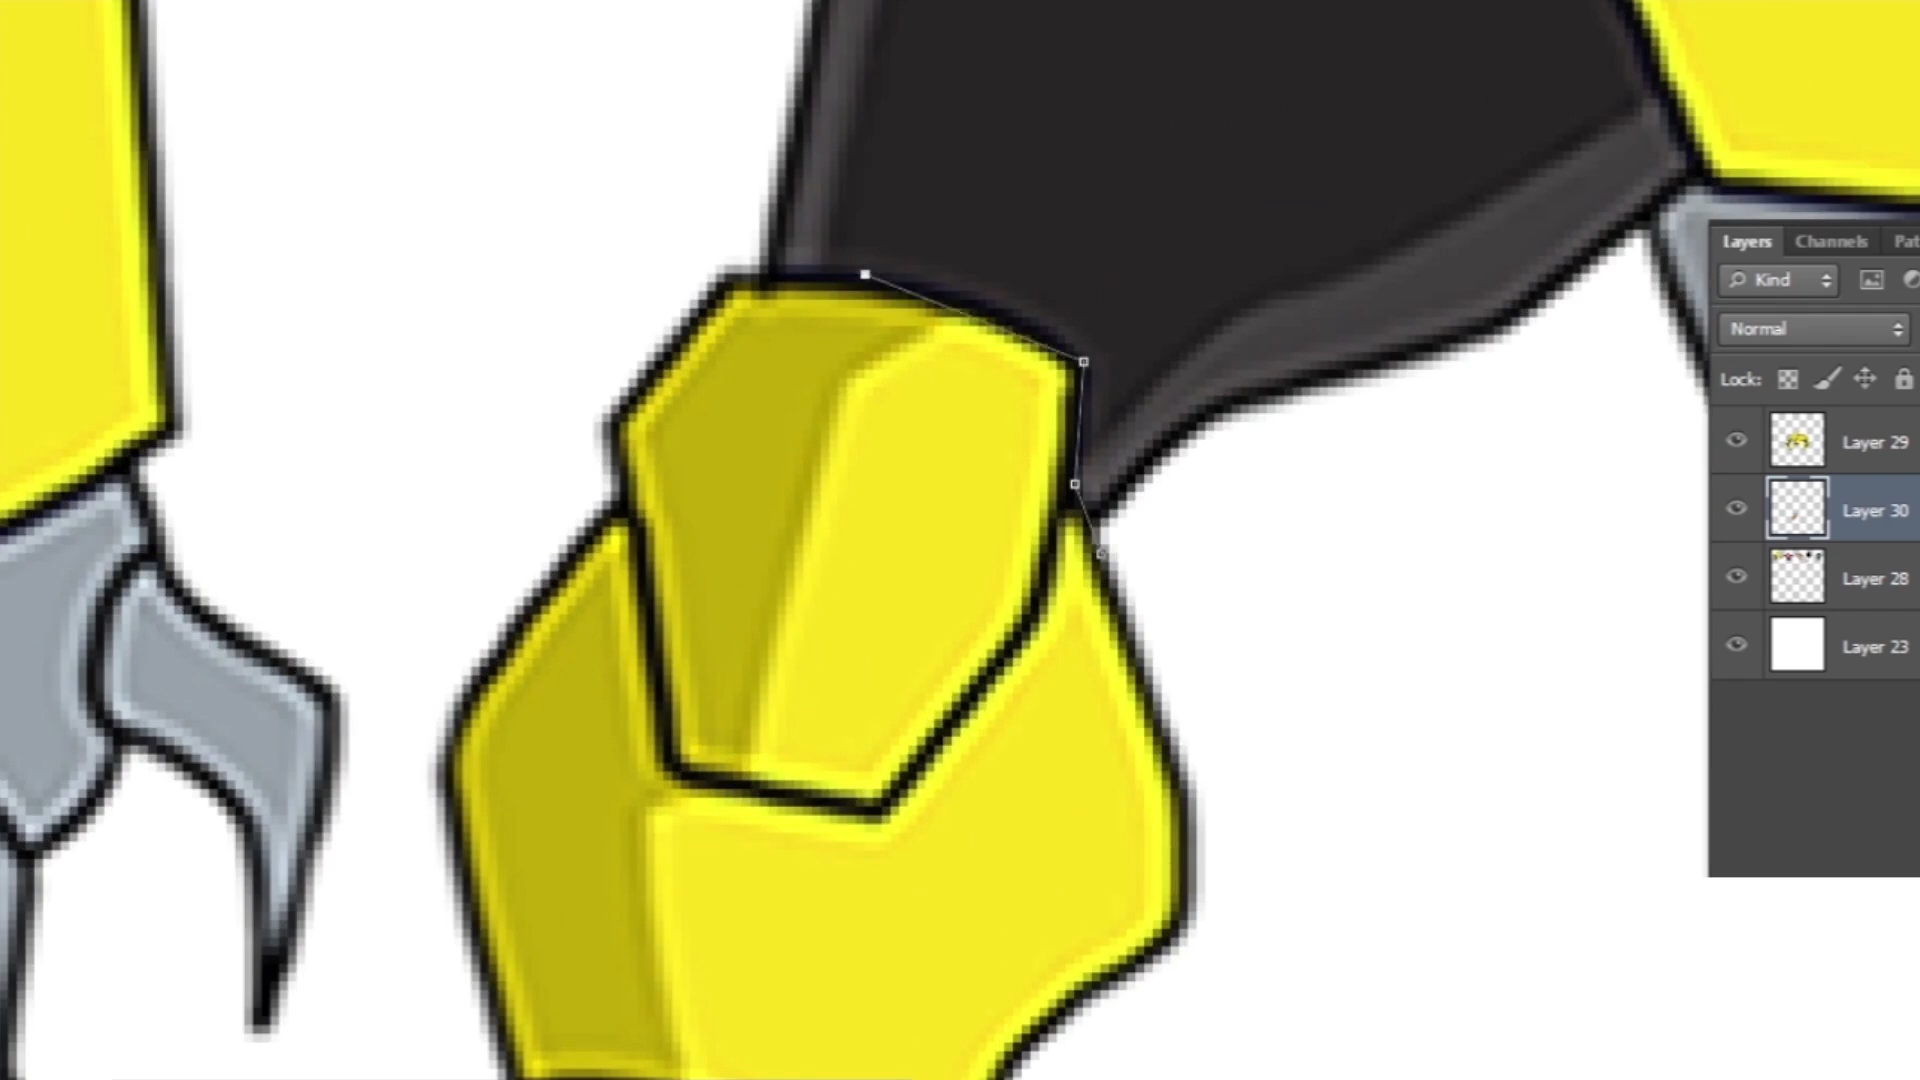 Layers Channels Pat
Kind
Normal
Lock:
Layer 29
Layer 30
Layer 28
Layer 23